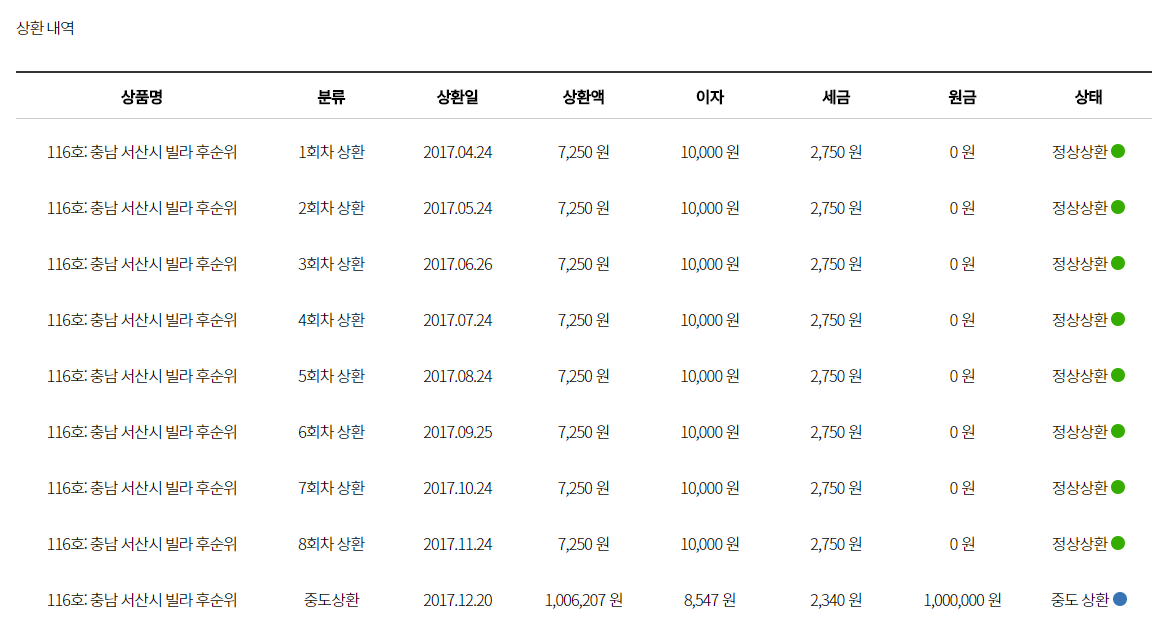 상환 내역
상품명 분류 상환일 상환액 이자 세금 원금 상태
116호: 충남 서산시 빌라 후순위 1회차 상환 2017.04.24 7,250 원 10,000 원 2,750 원 0 원 정상상환
116호: 충남 서산시 빌라 후순위 2회차 상환 2017.05.24 7,250 원 10,000 원 2,750 원 0 원 정상상환
116호: 충남 서산시 빌라 후순위 3회차 상환 2017.06.26 7,250 원 10,000 원 2,750 원 0 원 정상상환
116호: 충남 서산시 빌라 후순위 4회차 상환 2017.07.24 7,250 원 10,000 원 2,750 원 0 원 정상상환
116호: 충남 서산시 빌라 후순위 5회차 상환 2017.08.24 7,250 원 10,000 원 2,750 원 0 원 정상상환
116호: 충남 서산시 빌라 후순위 6회차 상환 2017.09.25 7,250 원 10,000 원 2,750 원 0 원 정상상환
116호: 충남 서산시 빌라 후순위 7회차 상환 2017.10.24 7,250 원 10,000 원 2,750 원 0 원 정상상환
116호: 충남 서산시 빌라 후순위 8회차 상환 2017.11.24 7,250 원 10,000 원 2,750 원 0 원 정상상환
116호: 충남 서산시 빌라 후순위 중도상환 2017.12.20 1,006,207 원 8,547 원 2,340 원 1,000,000 원 중도 상환